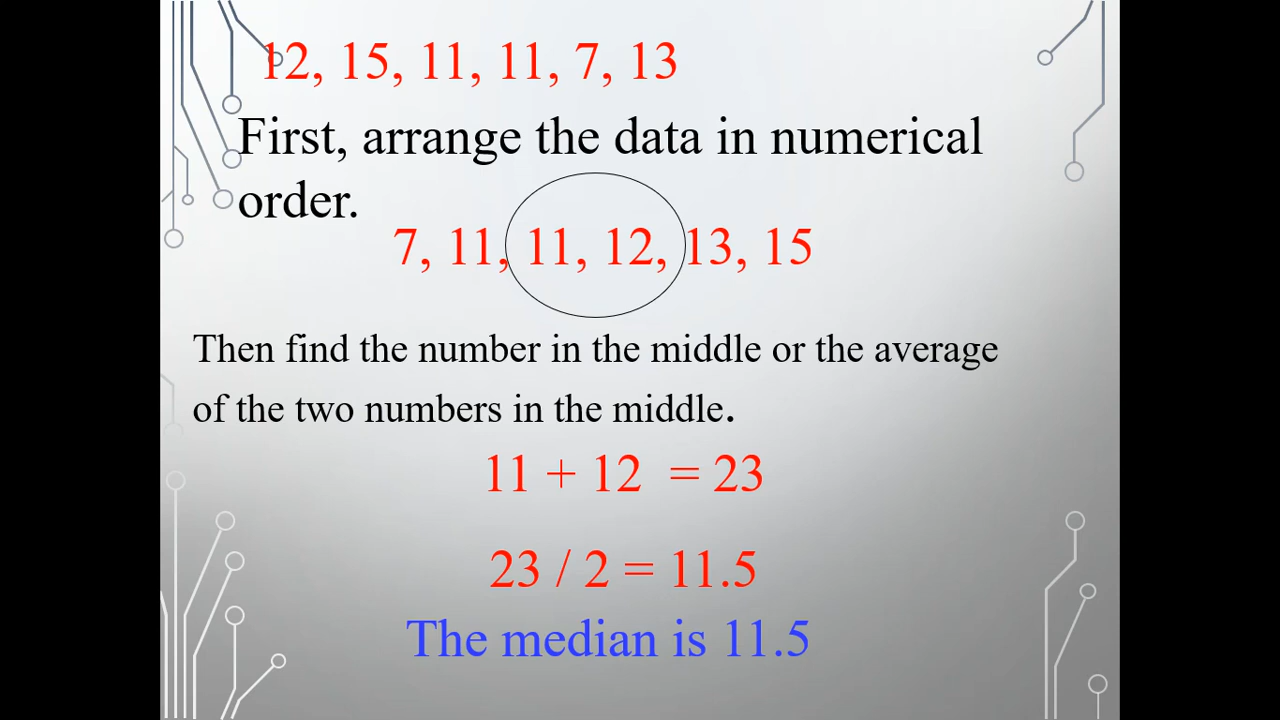 12, 15, 11, 11, 7, 13
First, arrange the data in numerical
order.
7, 11, 11, 12, 13, 15
Then find the number in the middle or the average
of the two numbers in the middle.
11 + 12 = 23
23 / 2 = 11.5
The median is 11.5